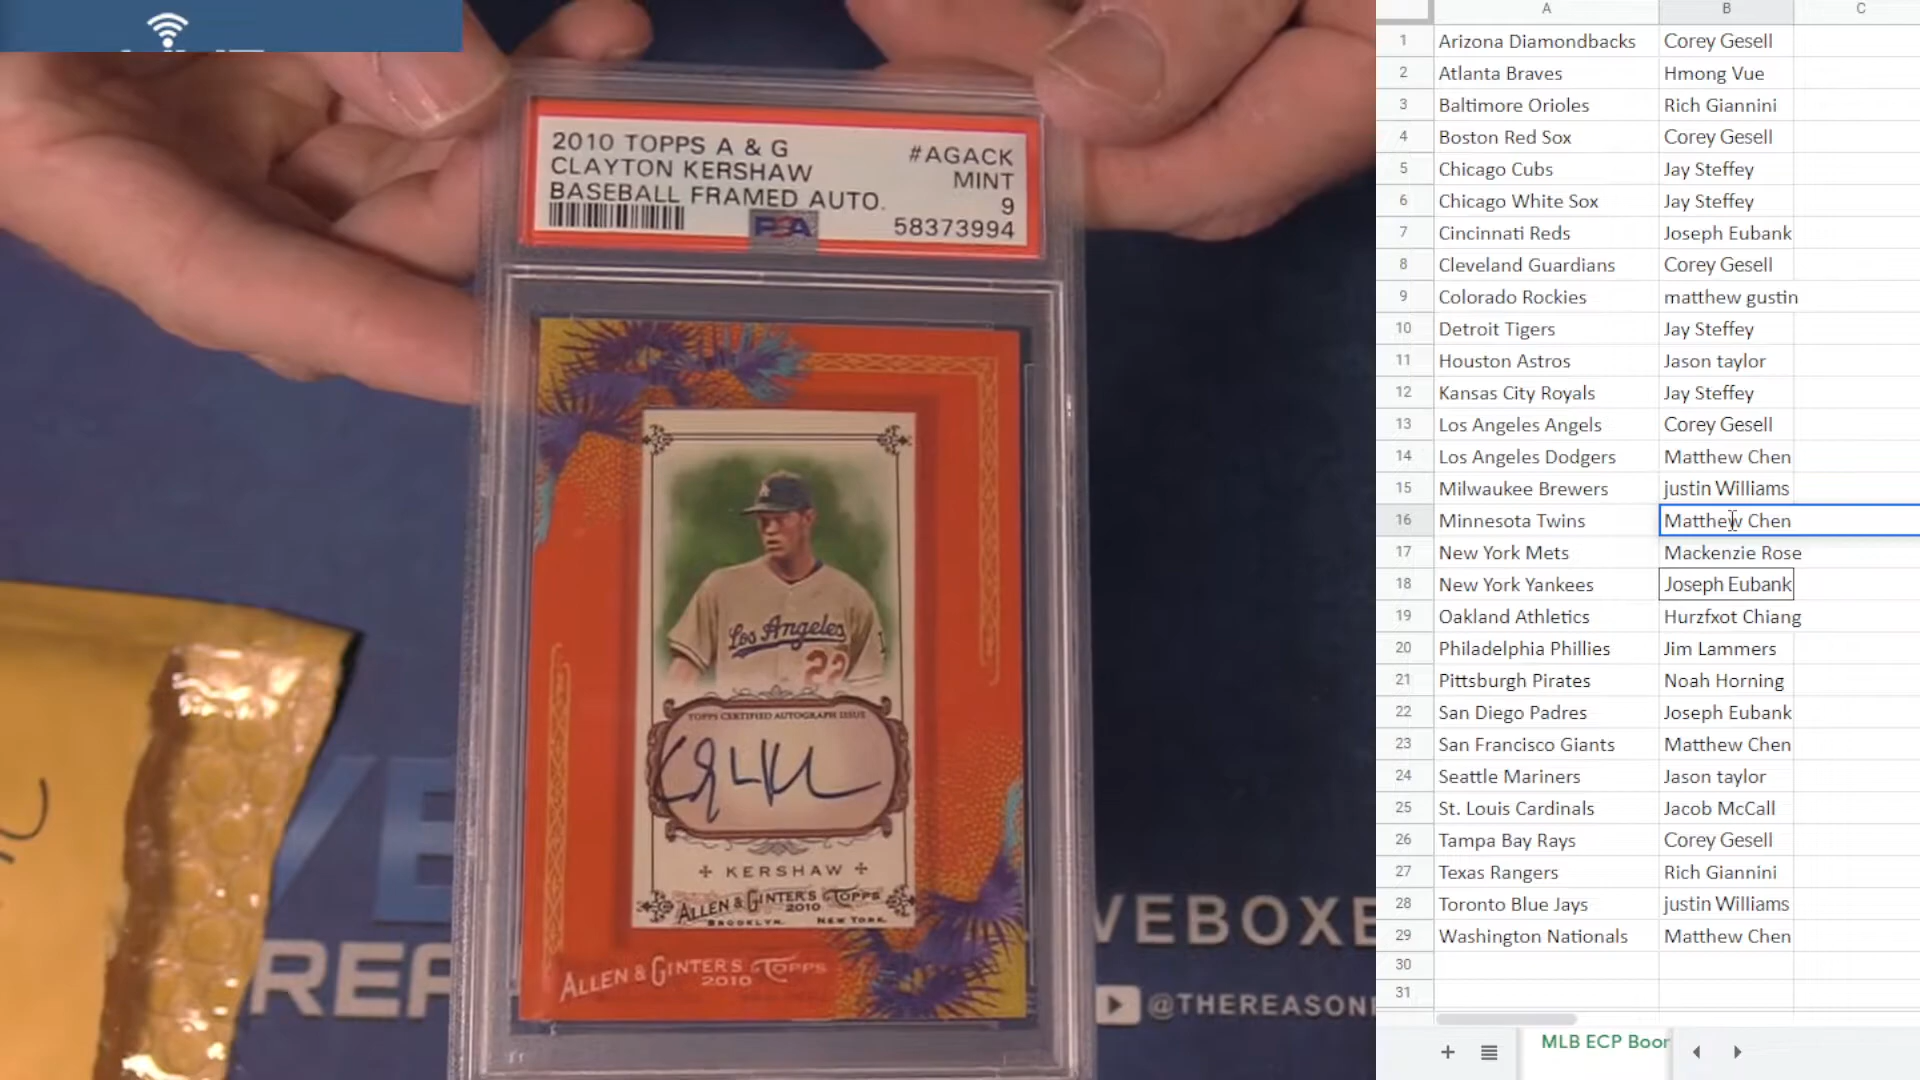 2010 TOPPS A & G
CLAYTON KERSHAW
BASEBALL FRAMED AUTO.
#AGACK
MINT
9
58373994
PSA
Los Angeles
22
TOPPS CERTIFIED AUTOGRAPH ISSUE
KERSHAW
ALLEN & GINTER'S TOPPS
2010
BROOKLYN NEW YORK
ALLEN & GINTER'S TOPPS
2010
VEBOXE
REA
@THEREASON
A B C
1 Arizona Diamondbacks Corey Gesell
2 Atlanta Braves Hmong Vue
3 Baltimore Orioles Rich Giannini
4 Boston Red Sox Corey Gesell
5 Chicago Cubs Jay Steffey
6 Chicago White Sox Jay Steffey
7 Cincinnati Reds Joseph Eubank
8 Cleveland Guardians Corey Gesell
9 Colorado Rockies matthew gustin
10 Detroit Tigers Jay Steffey
11 Houston Astros Jason taylor
12 Kansas City Royals Jay Steffey
13 Los Angeles Angels Corey Gesell
14 Los Angeles Dodgers Matthew Chen
15 Milwaukee Brewers justin Williams
16 Minnesota Twins Matthew Chen
17 New York Mets Mackenzie Rose
18 New York Yankees Joseph Eubank
19 Oakland Athletics Hurzfxot Chiang
20 Philadelphia Phillies Jim Lammers
21 Pittsburgh Pirates Noah Horning
22 San Diego Padres Joseph Eubank
23 San Francisco Giants Matthew Chen
24 Seattle Mariners Jason taylor
25 St. Louis Cardinals Jacob McCall
26 Tampa Bay Rays Corey Gesell
27 Texas Rangers Rich Giannini
28 Toronto Blue Jays justin Williams
29 Washington Nationals Matthew Chen
30
31
MLB ECP Boor